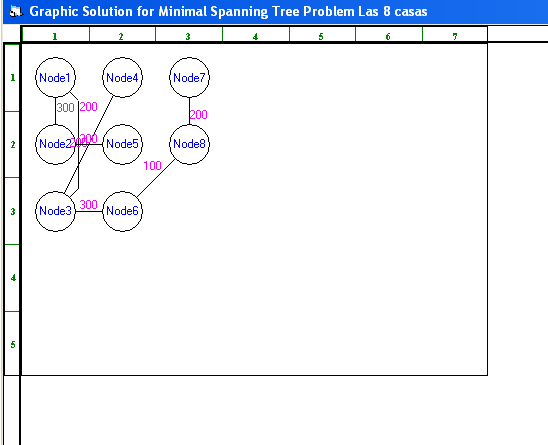 Graphic Solution for Minimal Spanning Tree Problem Las 8 casas
1 2 3 4 5 6 7
1 Node1 Node4 Node7
300 200 200
2 Node2 200 Node5 Node8
100
300
3 Node3 Node6
4
5